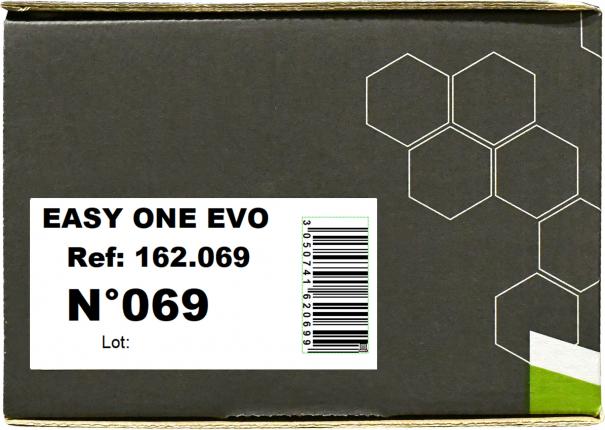 EASY ONE EVO
Ref: 162.069
N°069
Lot:
3 050741 620699